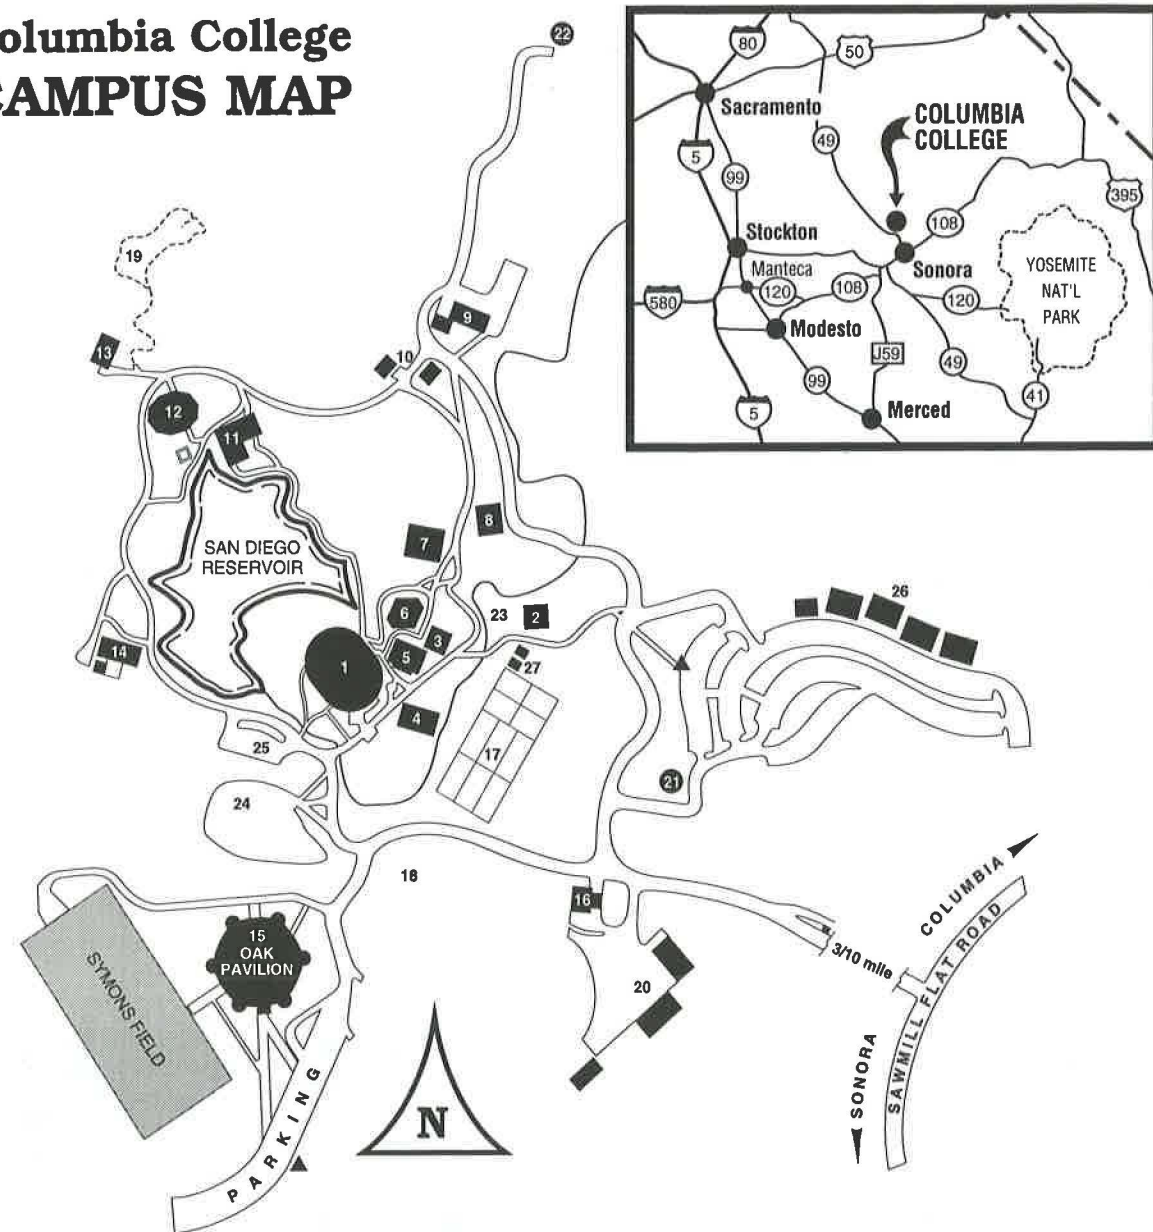 olumbia College
CAMPUS MAP
22
80
50
Sacramento
49
COLUMBIA
COLLEGE
5
99
395
108
Stockton
Sonora
Manteca
YOSEMITE
NAT'L
PARK
580
120
108
120
Modesto
J59
49
99
41
5
Merced
19
9
10
13
12
11
8
7
SAN DIEGO
RESERVOIR
6
23
2
26
3
14
1
5
27
4
17
25
21
24
18
16
COLUMBIA
3/10 mile
SAWMILL FLAT ROAD
SONORA
15
OAK
PAVILION
SYMONS FIELD
20
PARKING
N